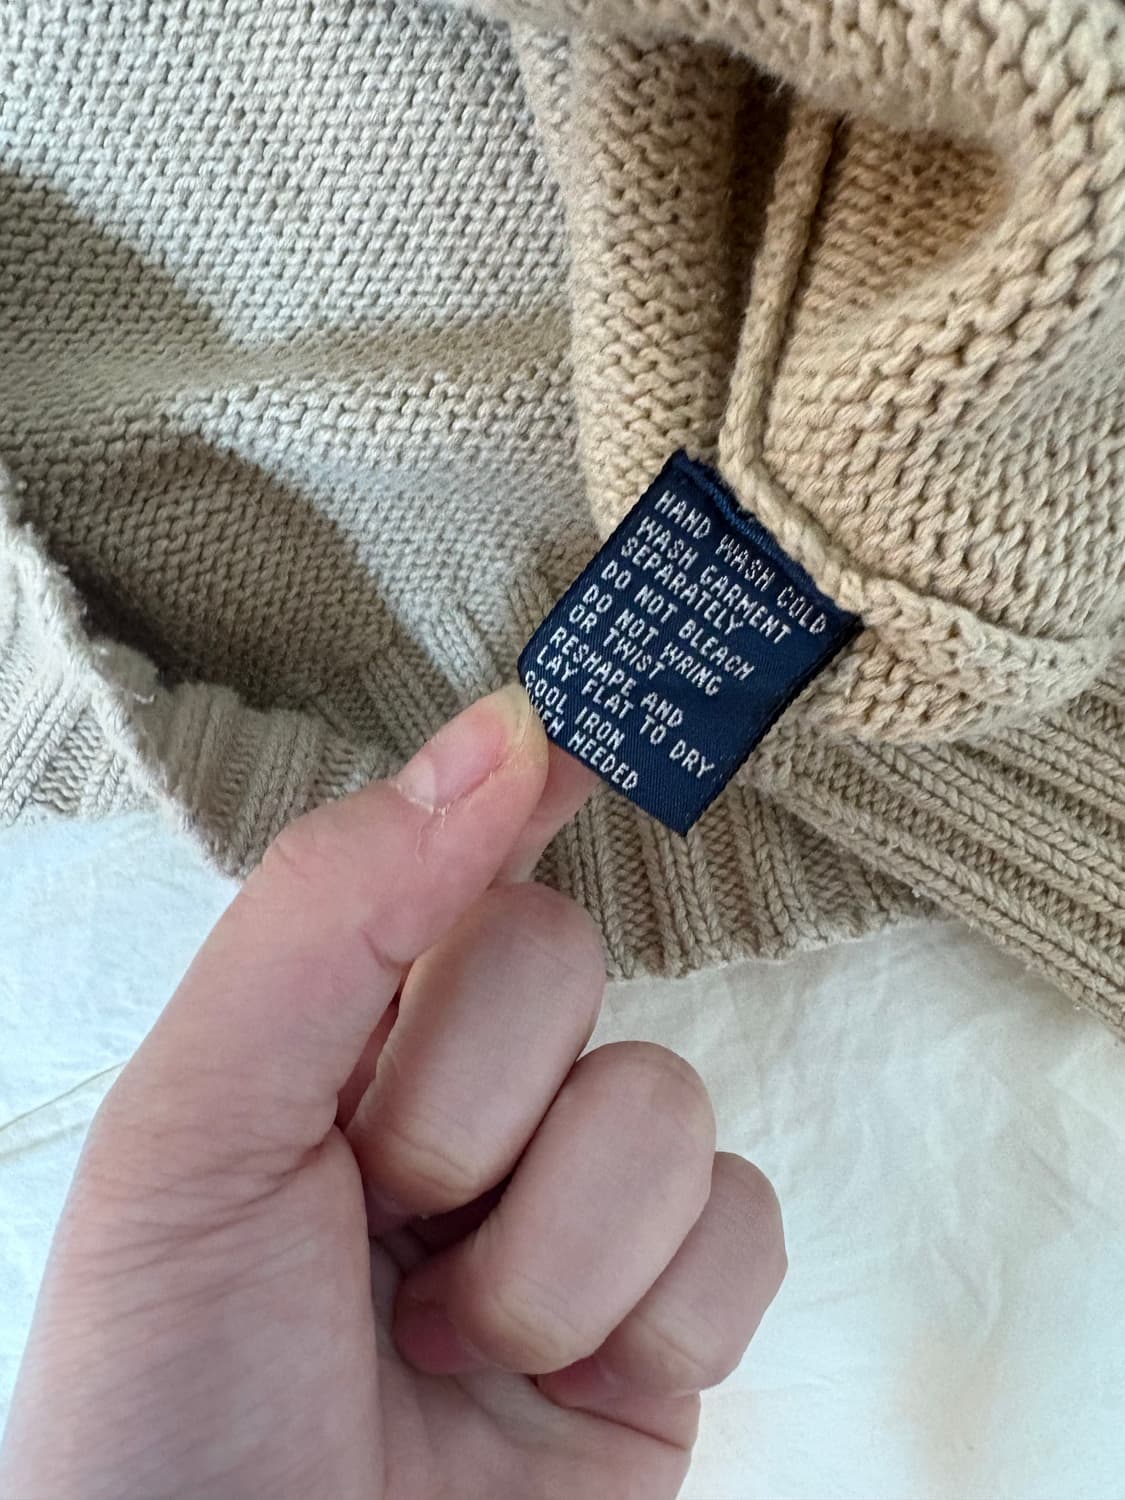 HAND WASH COLD
WASH GARMENT
SEPARATELY
DO NOT BLEACH
DO NOT WRING
OR TWIST
RESHAPE AND
LAY FLAT TO DRY
COOL IRON
WHEN NEEDED